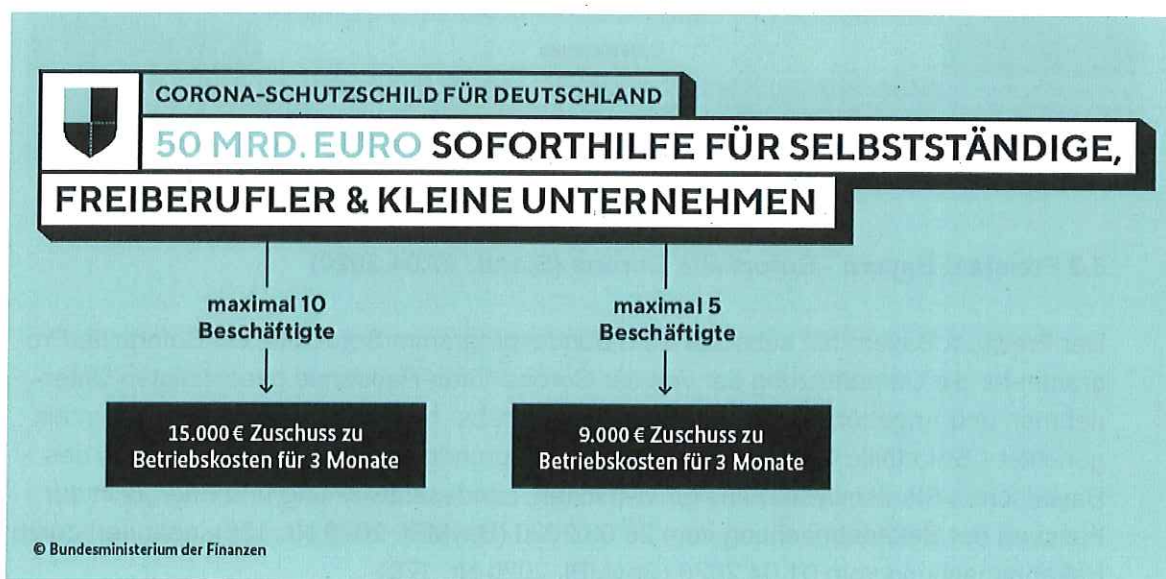 CORONA-SCHUTZSCHILD FÜR DEUTSCHLAND
50 MRD. EURO SOFORTHILFE FÜR SELBSTSTÄNDIGE,
FREIBERUFLER & KLEINE UNTERNEHMEN
maximal 10
Beschäftigte
maximal 5
Beschäftigte
15.000 € Zuschuss zu
Betriebskosten für 3 Monate
9.000 € Zuschuss zu
Betriebskosten für 3 Monate
© Bundesministerium der Finanzen